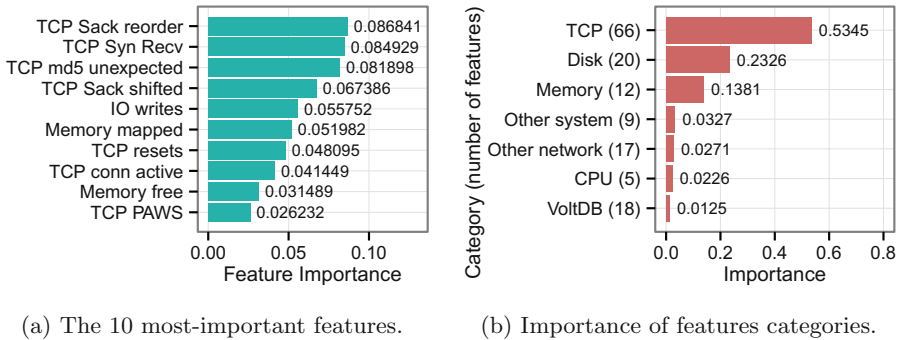 TCP Sack reorder 0.086841
TCP Syn Recv 0.084929
TCP md5 unexpected 0.081898
TCP Sack shifted 0.067386
IO writes 0.055752
Memory mapped 0.051982
TCP resets 0.048095
TCP conn active 0.041449
Memory free 0.031489
TCP PAWS 0.026232
0.00 0.05 0.10
Feature Importance
(a) The 10 most-important features.
Category (number of features)
TCP (66) 0.5345
Disk (20) 0.2326
Memory (12) 0.1381
Other system (9) 0.0327
Other network (17) 0.0271
CPU (5) 0.0226
VoltDB (18) 0.0125
0.0 0.2 0.4 0.6 0.8
Importance
(b) Importance of features categories.